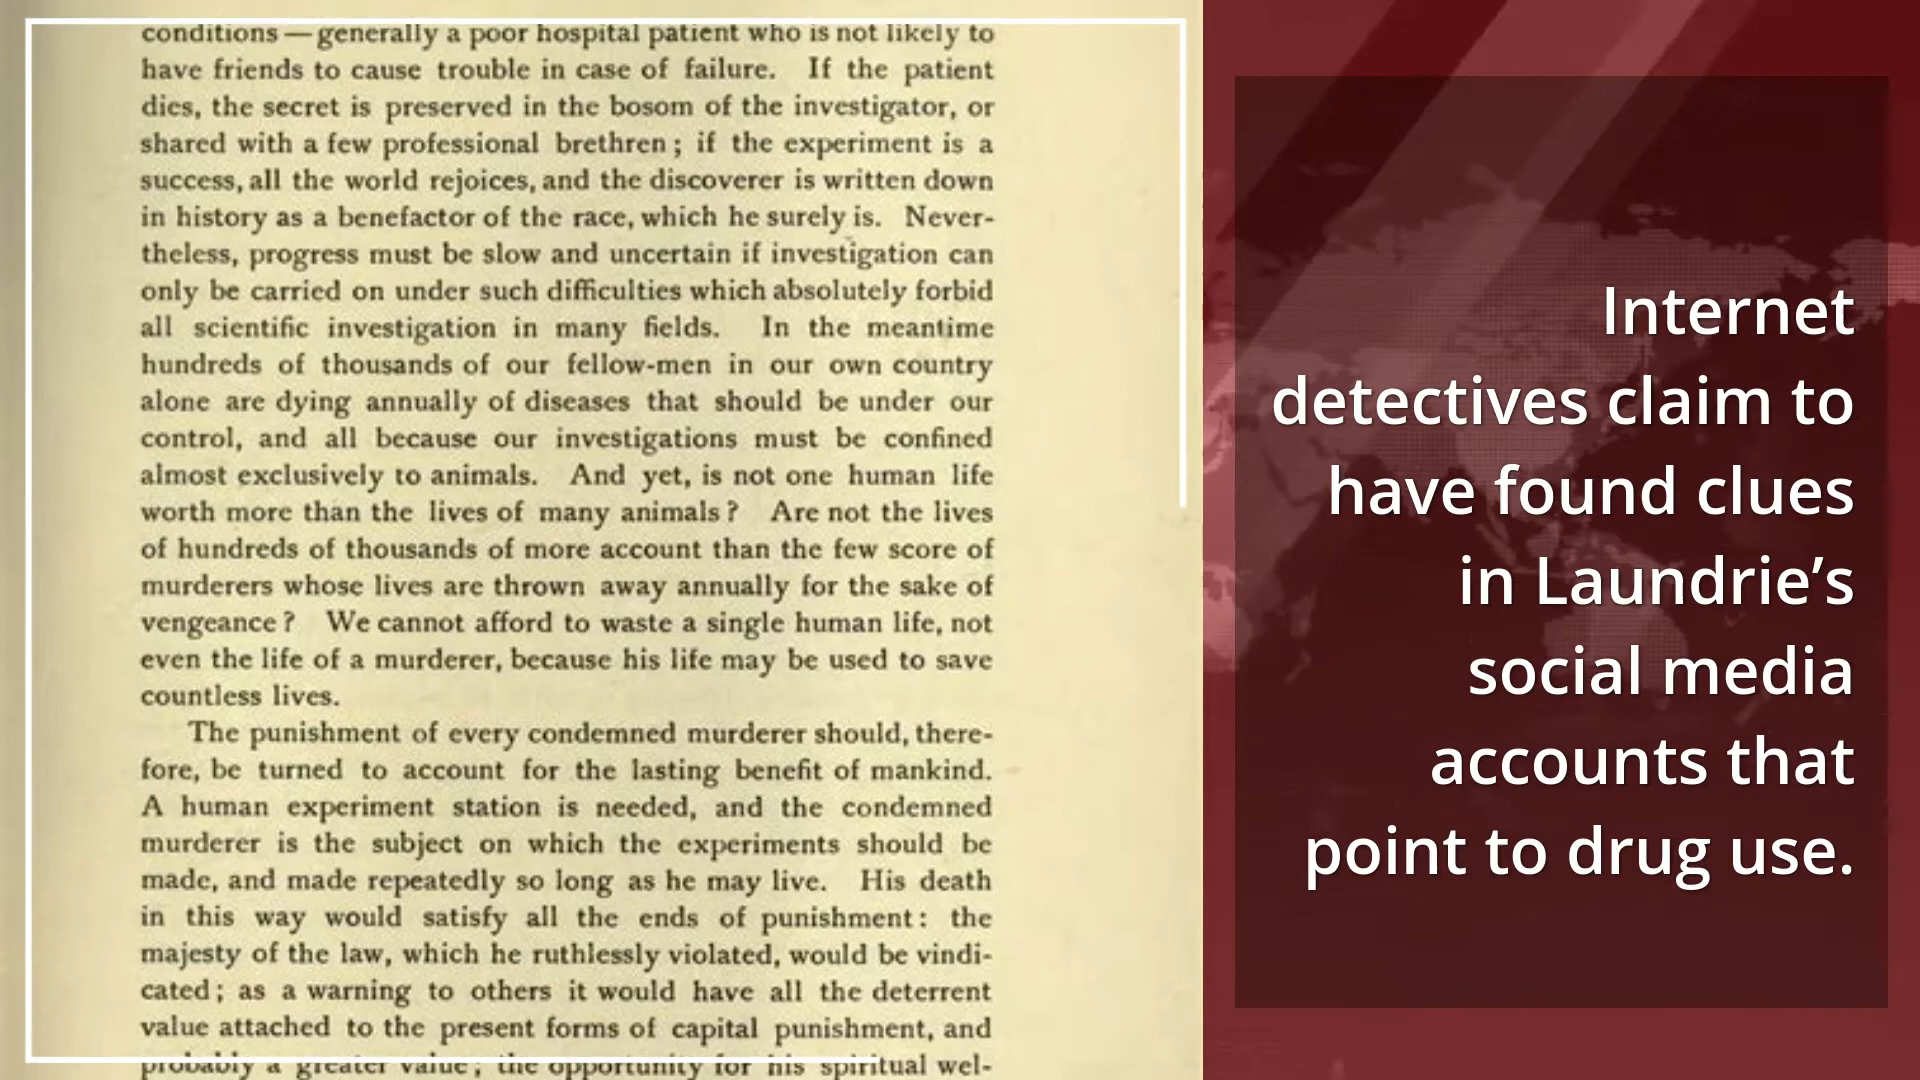 conditions — generally a poor hospital patient who is not likely to
have friends to cause trouble in case of failure. If the patient
dies, the secret is preserved in the bosom of the investigator, or
shared with a few professional brethren ; if the experiment is a
success, all the world rejoices, and the discoverer is written down
in history as a benefactor of the race, which he surely is. Never-
theless, progress must be slow and uncertain if investigation can
only be carried on under such difficulties which absolutely forbid
all scientific investigation in many fields. In the meantime
hundreds of thousands of our fellow-men in our own country
alone are dying annually of diseases that should be under our
control, and all because our investigations must be confined
almost exclusively to animals. And yet, is not one human life
worth more than the lives of many animals ? Are not the lives
of hundreds of thousands of more account than the few score of
murderers whose lives are thrown away annually for the sake of
vengeance ? We cannot afford to waste a single human life, not
even the life of a murderer, because his life may be used to save
countless lives.
The punishment of every condemned murderer should, there-
fore, be turned to account for the lasting benefit of mankind.
A human experiment station is needed, and the condemned
murderer is the subject on which the experiments should be
made, and made repeatedly so long as he may live. His death
in this way would satisfy all the ends of punishment : the
majesty of the law, which he ruthlessly violated, would be vindi-
cated ; as a warning to others it would have all the deterrent
value attached to the present forms of capital punishment, and
probably a greater value ; the opportunity for his spiritual wel-
Internet
detectives claim to
have found clues
in Laundrie’s
social media
accounts that
point to drug use.